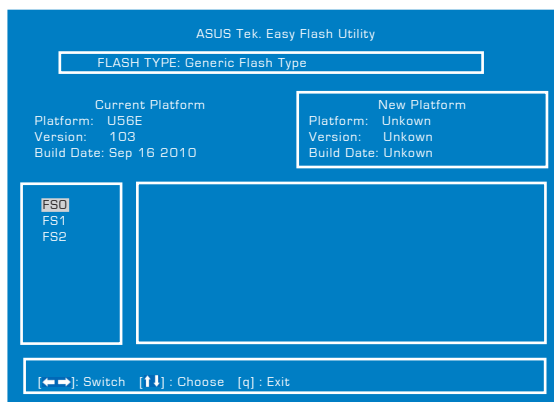 ASUS Tek. Easy Flash Utility
FLASH TYPE: Generic Flash Type
Current Platform
Platform: U56E
Version: 103
Build Date: Sep 16 2010
New Platform
Platform: Unkown
Version: Unkown
Build Date: Unkown
FS0
FS1
FS2
[←→]: Switch [↑↓] : Choose [q] : Exit